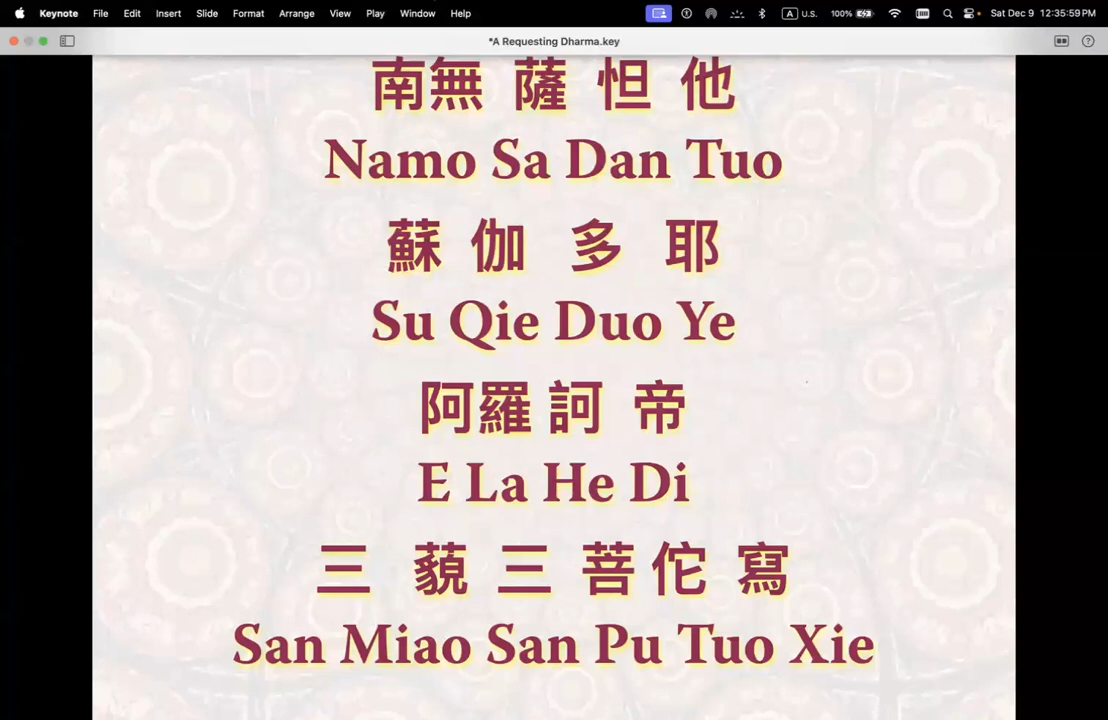 Keynote File Edit Insert Slide Format Arrange View Play Window Help A U.S. 100% Sat Dec 9 12:35:59 PM
*A Requesting Dharma.key
南無 薩 怛 他
Namo Sa Dan Tuo
蘇 伽 多 耶
Su Qie Duo Ye
阿羅 訶 帝
E La He Di
三 藐 三 菩 佗 寫
San Miao San Pu Tuo Xie